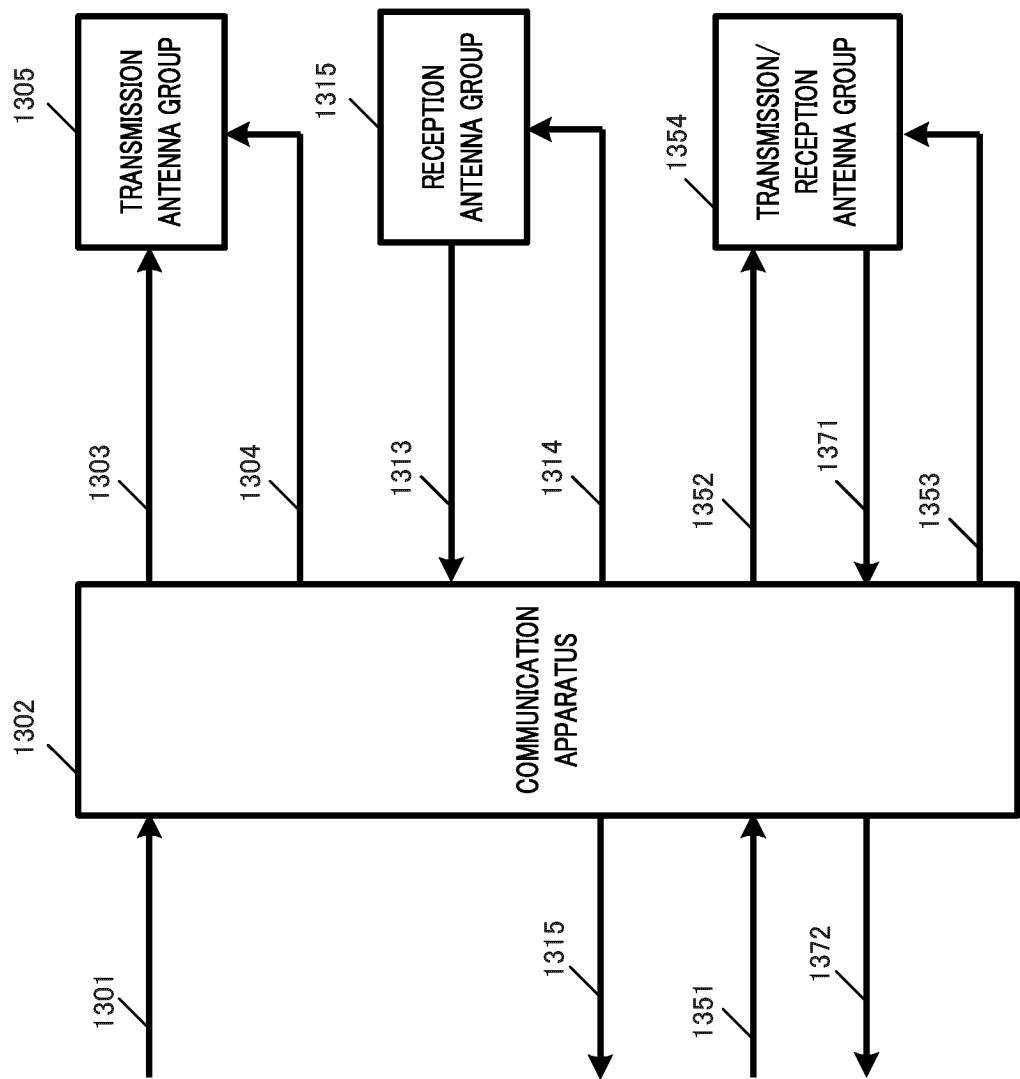 1305
TRANSMISSION
ANTENNA GROUP
1315
RECEPTION
ANTENNA GROUP
1354
TRANSMISSION/
RECEPTION
ANTENNA GROUP
1303
1304
1313
1314
1352
1371
1353
1302
COMMUNICATION
APPARATUS
1301
1315
1351
1372